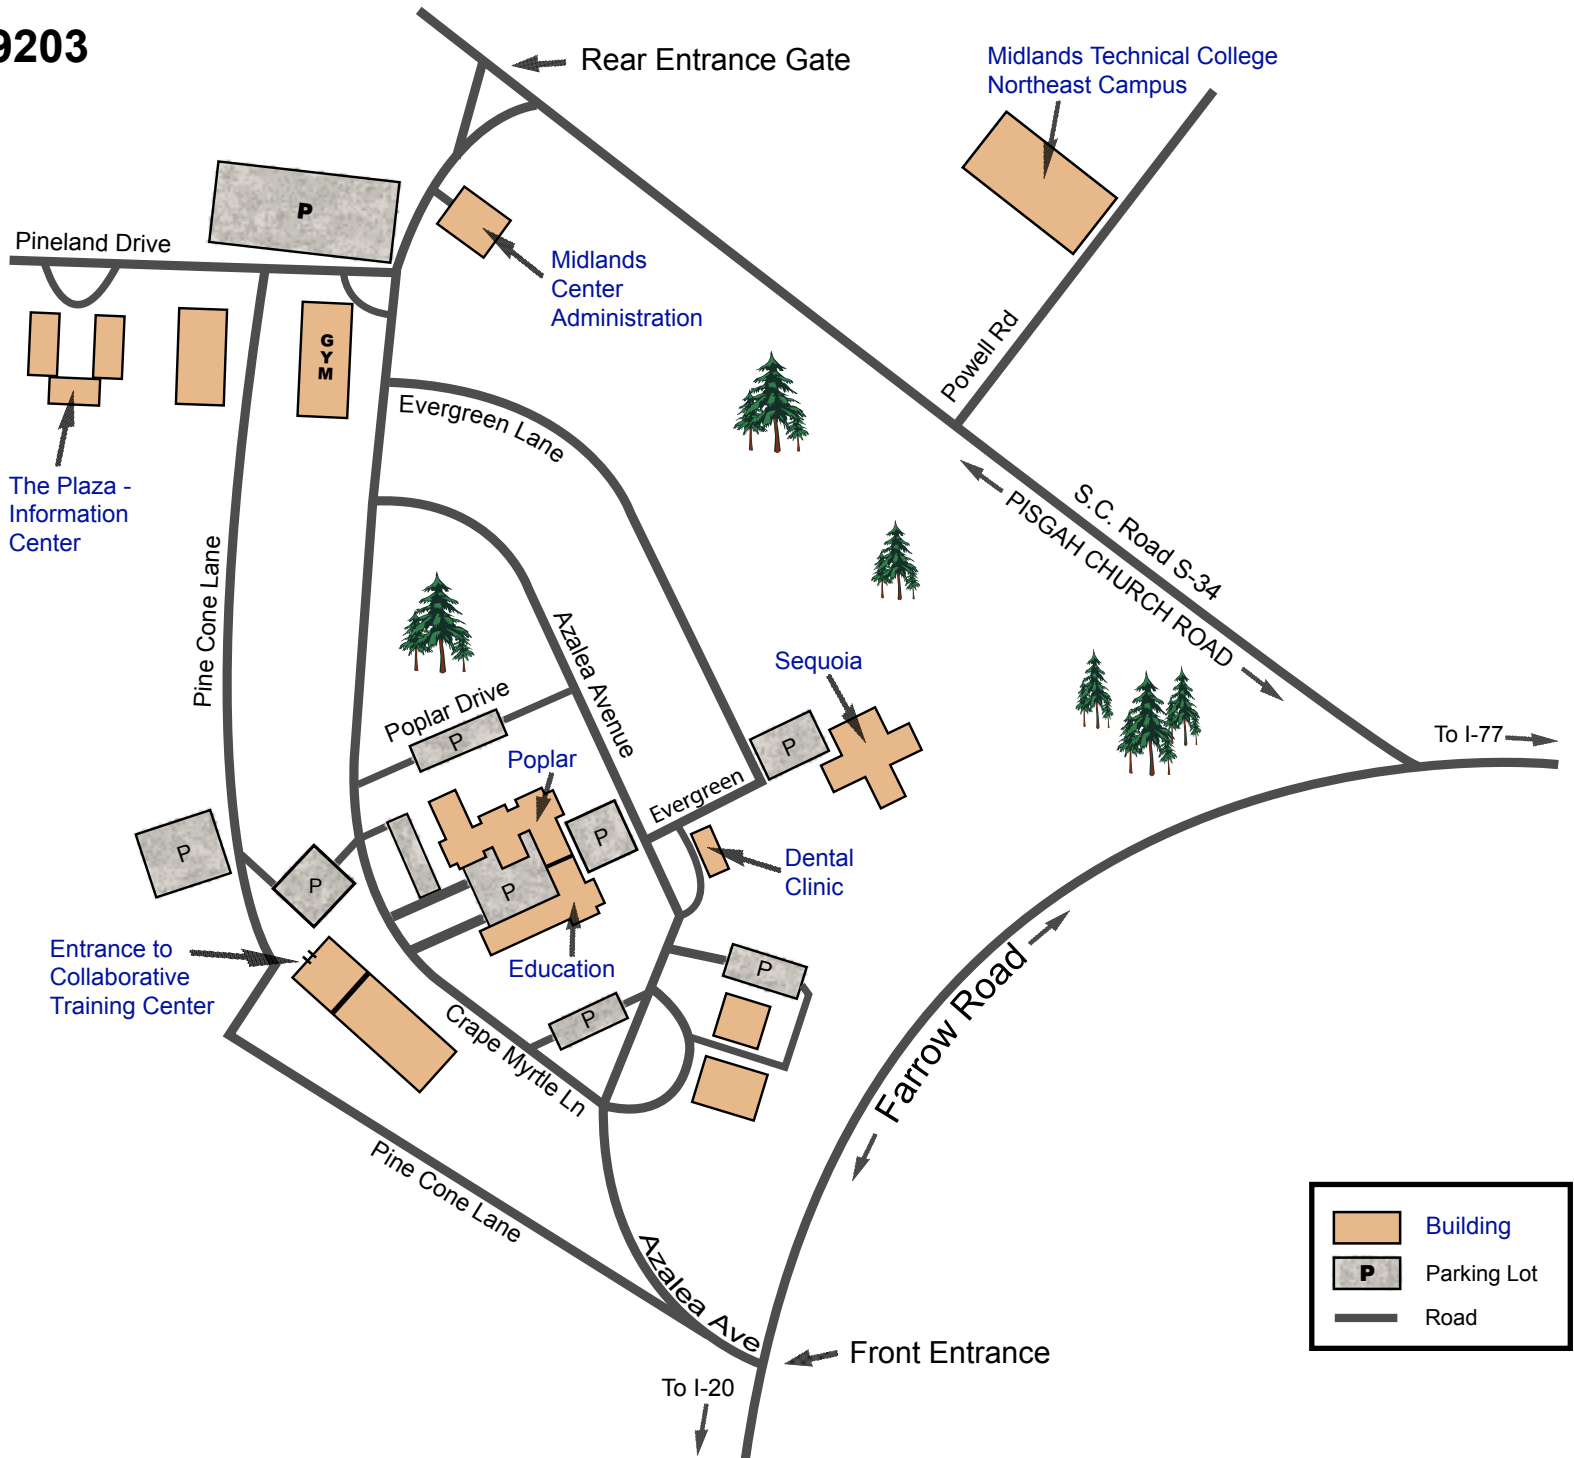 9203
Rear Entrance Gate
Midlands Technical College
Northeast Campus
P
Pineland Drive
Midlands
Center
Administration
G
Y
M
Powell Rd
Evergreen Lane
The Plaza -
Information
Center
S.C. Road S-34
PISGAH CHURCH ROAD
Pine Cone Lane
Azalea Avenue
Sequoia
Poplar Drive
P
To I-77
P
Poplar
Evergreen
P
P
Dental
Clinic
P
P
Entrance to
Collaborative
Training Center
Education
P
P
Crape Myrtle Ln
Farrow Road
Pine Cone Lane
Azalea Ave
Building
P
Parking Lot
Road
Front Entrance
To I-20